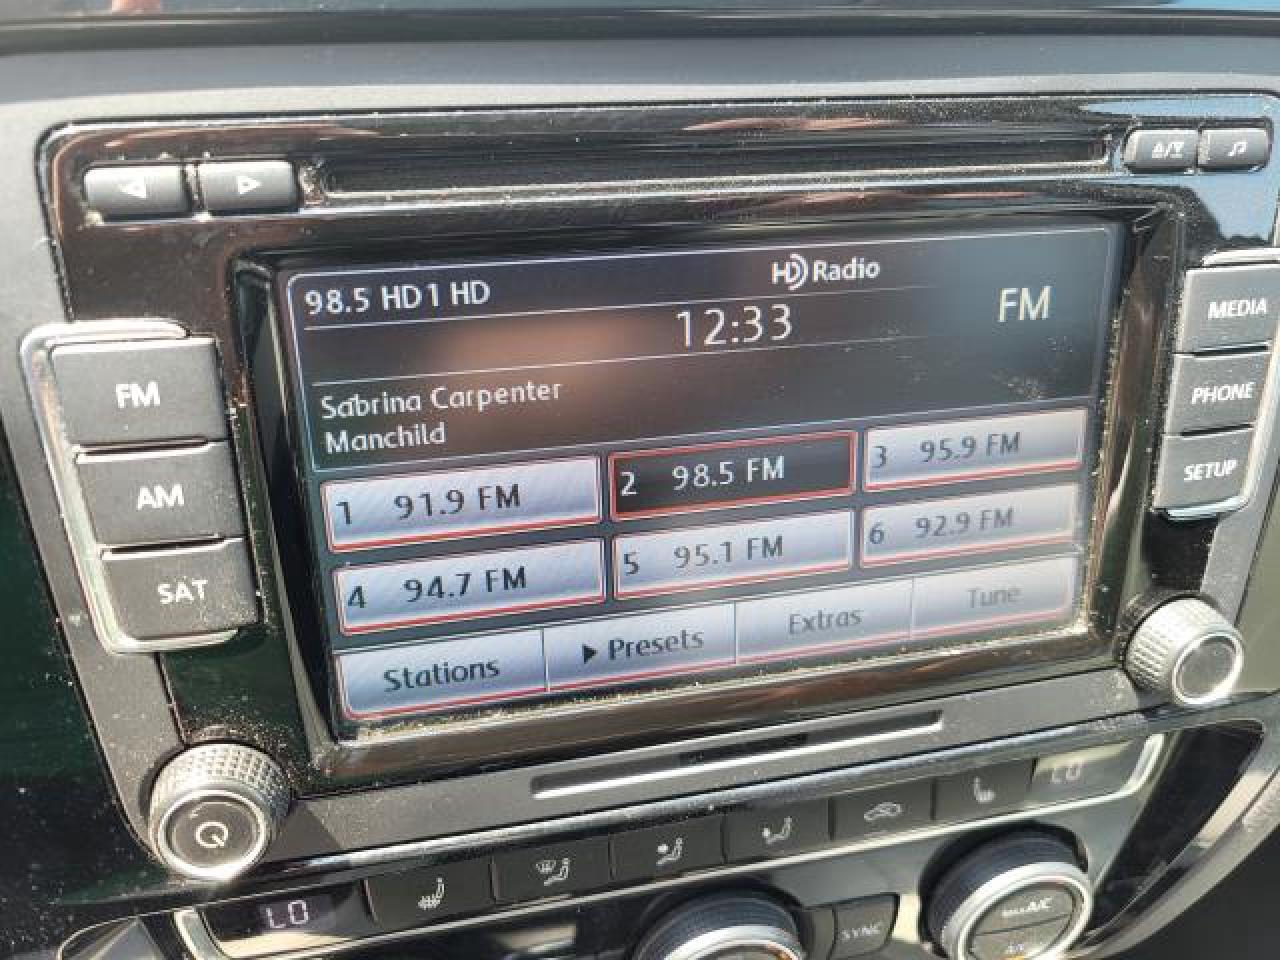 98.5 HD1 HD
HD Radio
12:33
FM
Sabrina Carpenter
Manchild
1 91.9 FM
2 98.5 FM
3 95.9 FM
4 94.7 FM
5 95.1 FM
6 92.9 FM
Stations
Presets
Extras
Tune
FM
AM
SAT
MEDIA
PHONE
SETUP
LO
LO
SYNC
A/C